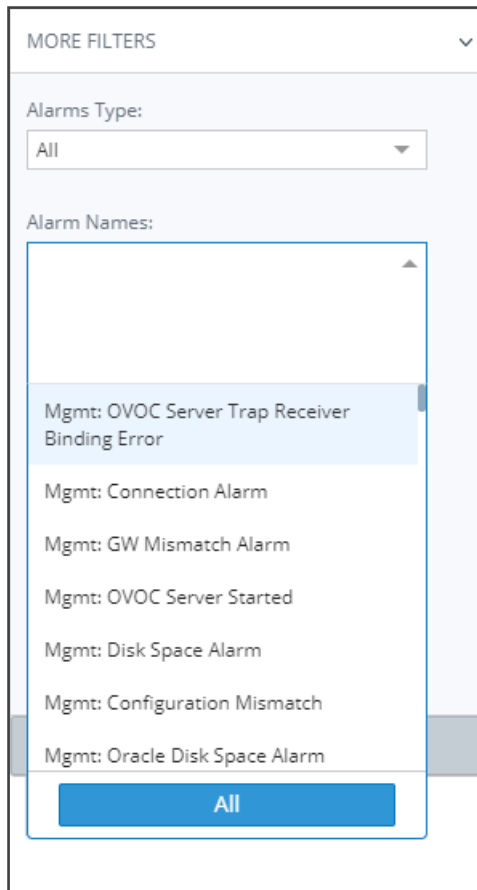 MORE FILTERS
Alarms Type:
All
Alarm Names:
Mgmt: OVOC Server Trap Receiver
Binding Error
Mgmt: Connection Alarm
Mgmt: GW Mismatch Alarm
Mgmt: OVOC Server Started
Mgmt: Disk Space Alarm
Mgmt: Configuration Mismatch
Mgmt: Oracle Disk Space Alarm
All